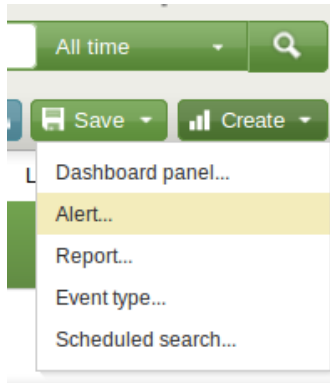 All time
Save
Create
L
Dashboard panel...
Alert...
Report...
Event type...
Scheduled search...